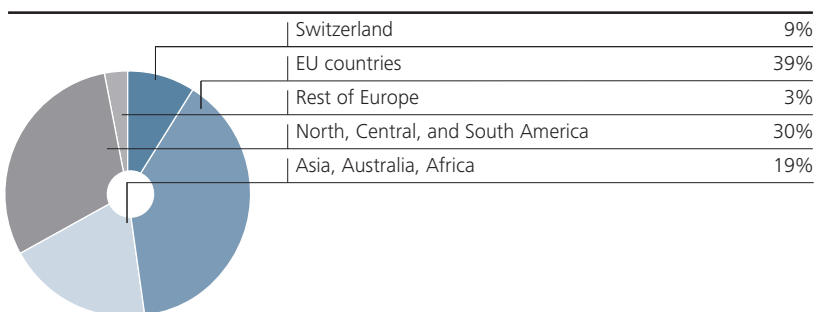 Switzerland 9%
EU countries 39%
Rest of Europe 3%
North, Central, and South America 30%
Asia, Australia, Africa 19%